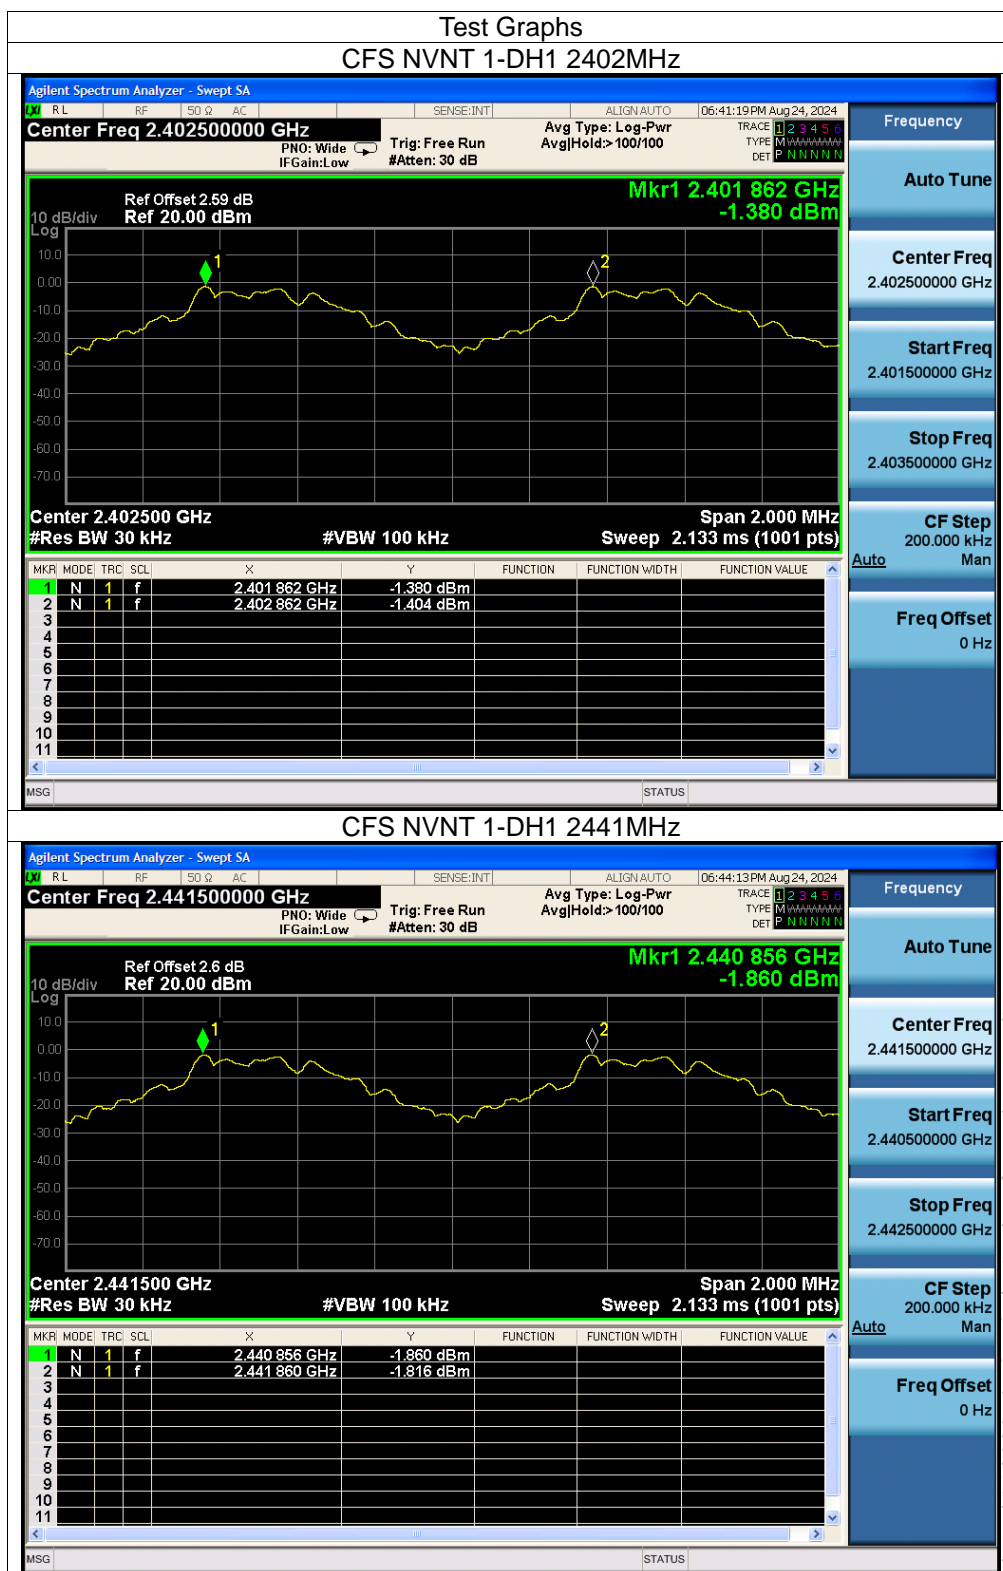 Test Graphs
CFS NVNT 1-DH1 2402MHz
Agilent Spectrum Analyzer - Swept SA
LXI RL RF 50 Ω AC SENSE:INT ALIGN AUTO 06:41:19 PM Aug 24, 2024
Center Freq 2.402500000 GHz
PNO: Wide
IFGain:Low
Trig: Free Run
#Atten: 30 dB
Avg Type: Log-Pwr
Avg|Hold:> 100/100
TRACE 1 2 3 4 5 6
TYPE M WWWWW
DET P N N N N N
Frequency
Auto Tune
Center Freq
2.402500000 GHz
Start Freq
2.401500000 GHz
Stop Freq
2.403500000 GHz
CF Step
200.000 kHz
Auto Man
Freq Offset
0 Hz
Mkr1 2.401 862 GHz
-1.380 dBm
Ref Offset 2.59 dB
10 dB/div Ref 20.00 dBm
Log
10.0
0.00
-10.0
-20.0
-30.0
-40.0
-50.0
-60.0
-70.0
1
2
Center 2.402500 GHz Span 2.000 MHz
#Res BW 30 kHz #VBW 100 kHz Sweep 2.133 ms (1001 pts)
MKR MODE TRC SCL X Y FUNCTION FUNCTION WIDTH FUNCTION VALUE
1 N 1 f 2.401 862 GHz -1.380 dBm
2 N 1 f 2.402 862 GHz -1.404 dBm
3
4
5
6
7
8
9
10
11
MSG STATUS
CFS NVNT 1-DH1 2441MHz
Agilent Spectrum Analyzer - Swept SA
LXI RL RF 50 Ω AC SENSE:INT ALIGN AUTO 06:44:13 PM Aug 24, 2024
Center Freq 2.441500000 GHz
PNO: Wide
IFGain:Low
Trig: Free Run
#Atten: 30 dB
Avg Type: Log-Pwr
Avg|Hold:> 100/100
TRACE 1 2 3 4 5 6
TYPE M WWWWW
DET P N N N N N
Frequency
Auto Tune
Center Freq
2.441500000 GHz
Start Freq
2.440500000 GHz
Stop Freq
2.442500000 GHz
CF Step
200.000 kHz
Auto Man
Freq Offset
0 Hz
Mkr1 2.440 856 GHz
-1.860 dBm
Ref Offset 2.6 dB
10 dB/div Ref 20.00 dBm
Log
10.0
0.00
-10.0
-20.0
-30.0
-40.0
-50.0
-60.0
-70.0
1
2
Center 2.441500 GHz Span 2.000 MHz
#Res BW 30 kHz #VBW 100 kHz Sweep 2.133 ms (1001 pts)
MKR MODE TRC SCL X Y FUNCTION FUNCTION WIDTH FUNCTION VALUE
1 N 1 f 2.440 856 GHz -1.860 dBm
2 N 1 f 2.441 860 GHz -1.816 dBm
3
4
5
6
7
8
9
10
11
MSG STATUS